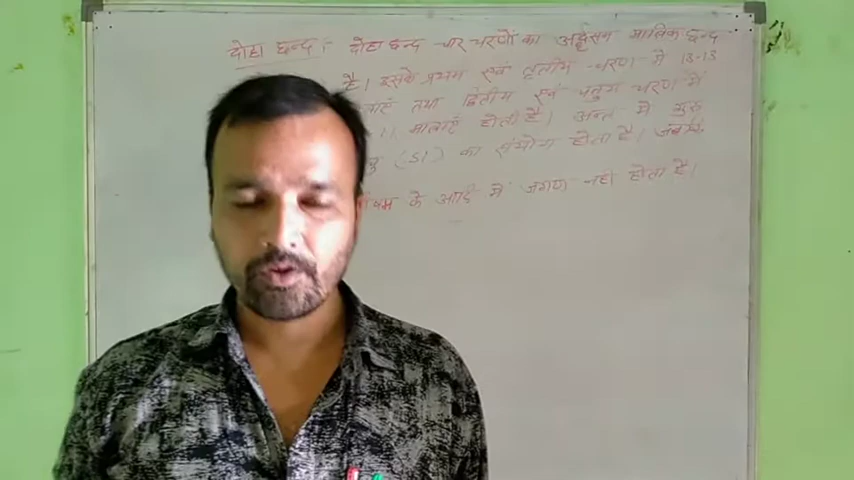 दोहा छन्द :- दोहा छन्द चार चरणों का अर्द्धसम मात्रिक छन्द
है। इसके प्रथम एवं तृतीय चरण में 13-13
मात्राएं तथा द्वितीय एवं चतुर्थ चरण में
11 मात्राएं होती है। अन्त में गुरु
(SI) का संयोग होता है। जबकि
विषम के आदि में जगण नहीं होता है।